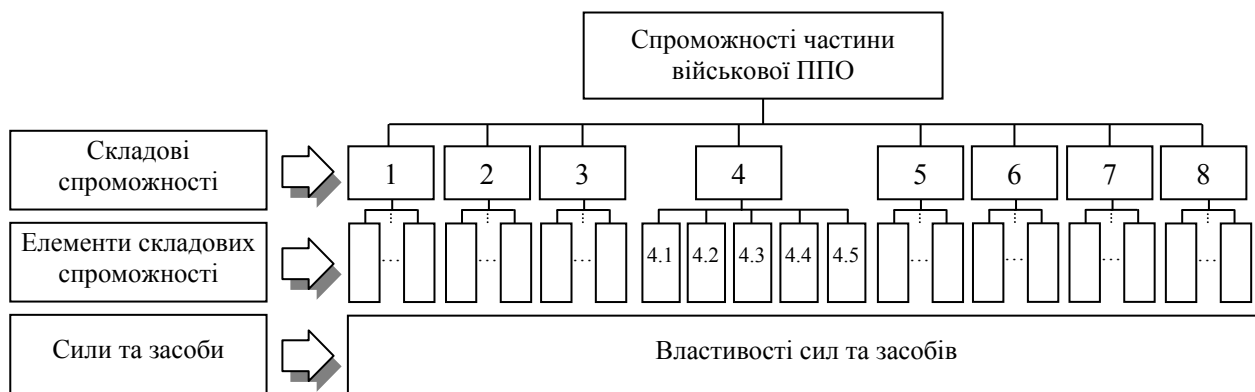 Спроможності частини
військової ППО
Складові
спроможності
1 2 3 4 5 6 7 8
Елементи складових
спроможності
... ... ... 4.1 4.2 4.3 4.4 4.5 ... ... ... ...
Сили та засоби
Властивості сил та засобів